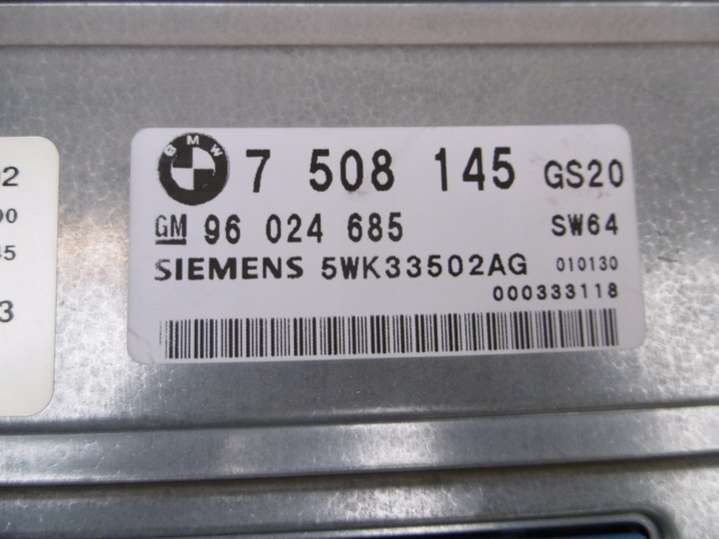 BMW 7 508 145 GS20
GM 96 024 685 SW64
SIEMENS 5WK33502AG 010130
000333118